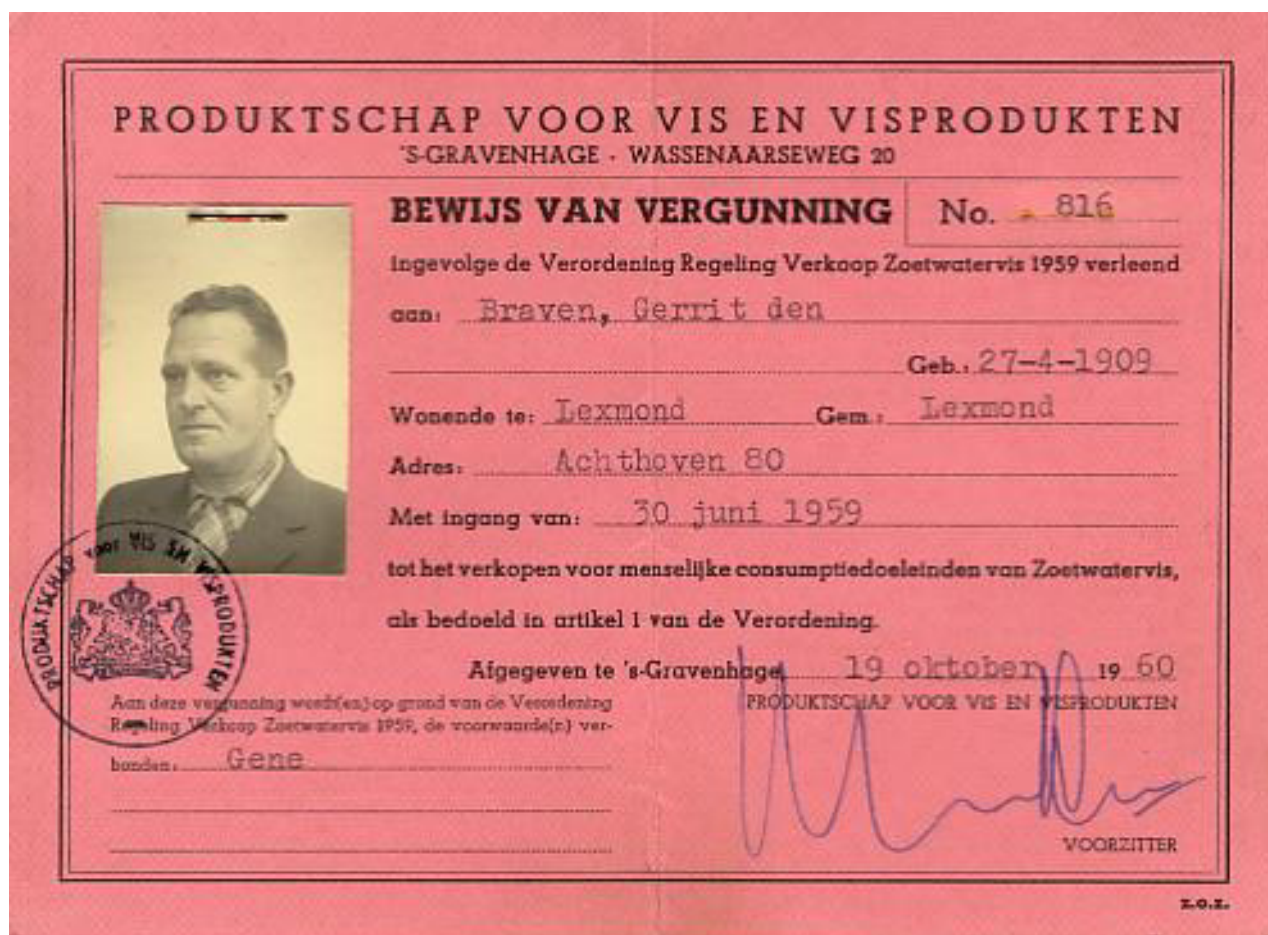 PRODUKTSCHAP VOOR VIS EN VISPRODUKTEN
'S-GRAVENHAGE - WASSENAARSEWEG 20
BEWIJS VAN VERGUNNING No. 816
ingevolge de Verordening Regeling Verkoop Zoetwatervis 1959 verleend
aan: Braven, Gerrit den
Geb.: 27-4-1909
Wonende te: Lexmond Gem.: Lexmond
Adres: Achthoven 80
Met ingang van: 30 juni 1959
tot het verkopen voor menselijke consumptiedoeleinden van Zoetwatervis,
als bedoeld in artikel 1 van de Verordening.
Afgegeven te 's-Gravenhage, 19 oktober 19 60
PRODUKTSCHAP VOOR VIS EN VISPRODUKTEN
Aan deze vergunning wordt(en) op grond van de Verordening
Regeling Verkoop Zoetwatervis 1959, de voorwaarde(n) ver-
bonden: Gene
VOORZITTER
z.o.z.
PRODUKTSCHAP voor VIS EN VISPRODUKTEN